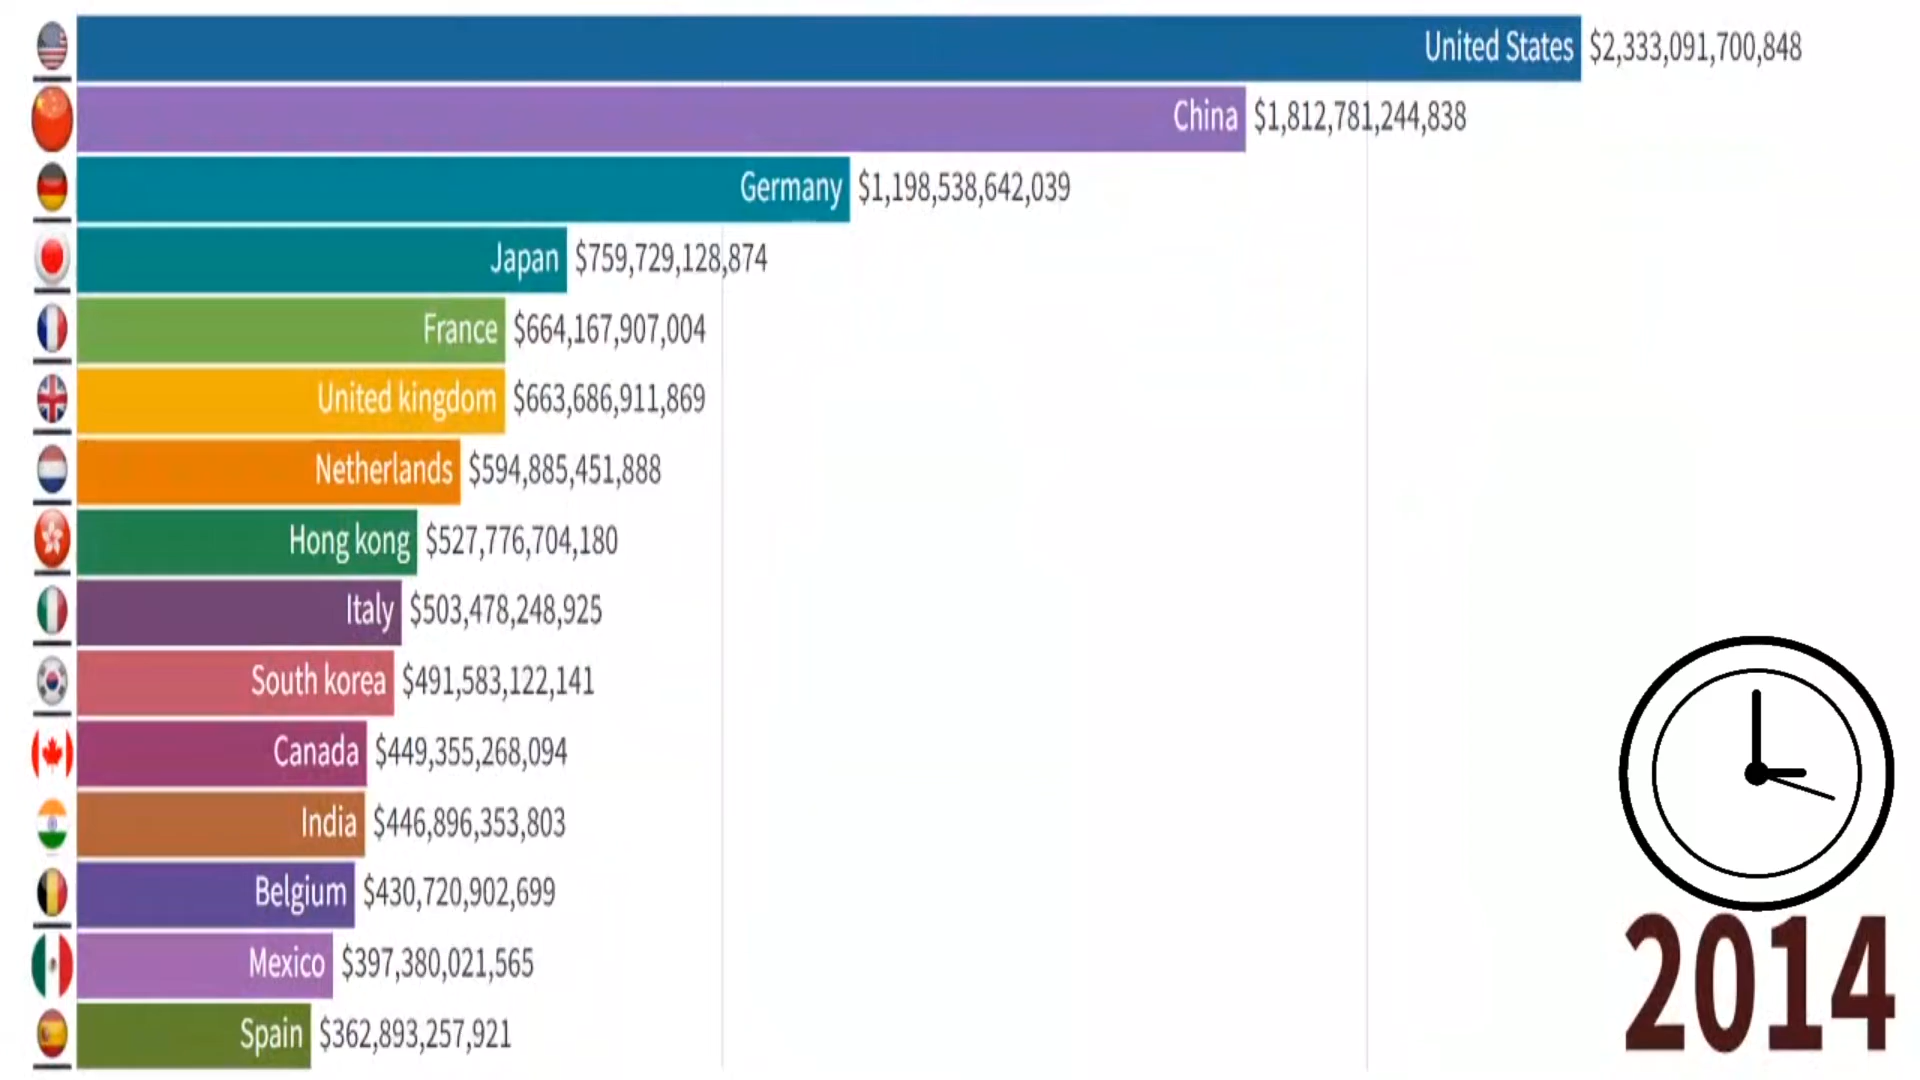 United States $2,333,091,700,848
China $1,812,781,244,838
Germany $1,198,538,642,039
Japan $759,729,128,874
France $664,167,907,004
United kingdom $663,686,911,869
Netherlands $594,885,451,888
Hong kong $527,776,704,180
Italy $503,478,248,925
South korea $491,583,122,141
Canada $449,355,268,094
India $446,896,353,803
Belgium $430,720,902,699
Mexico $397,380,021,565
Spain $362,893,257,921
2014